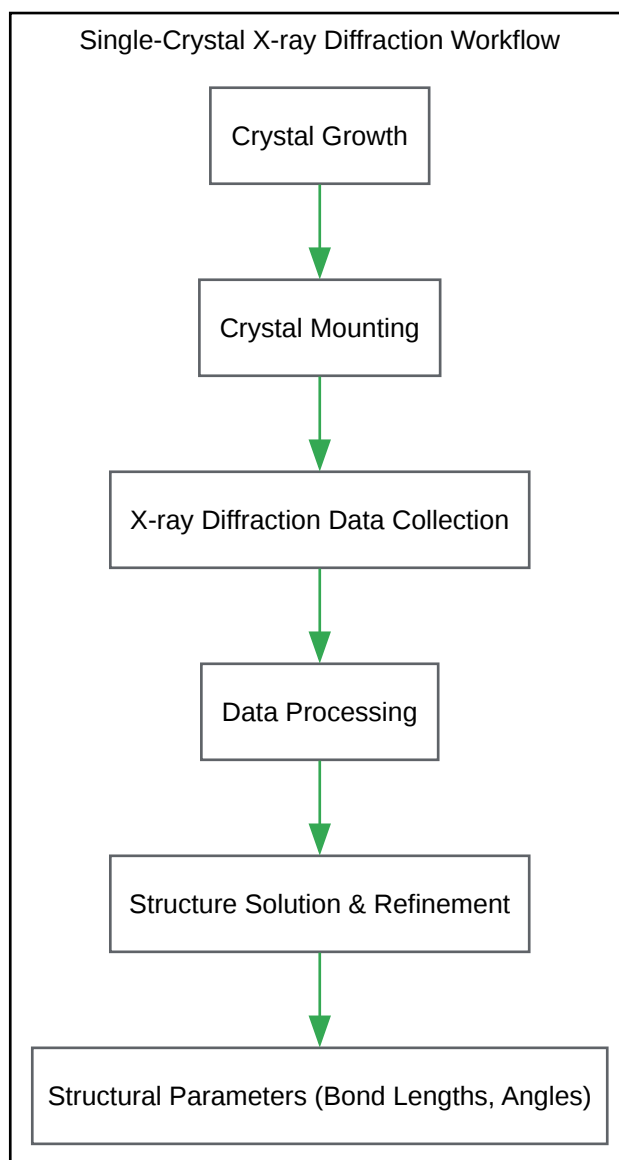 Single-Crystal X-ray Diffraction Workflow
Crystal Growth
Crystal Mounting
X-ray Diffraction Data Collection
Data Processing
Structure Solution & Refinement
Structural Parameters (Bond Lengths, Angles)